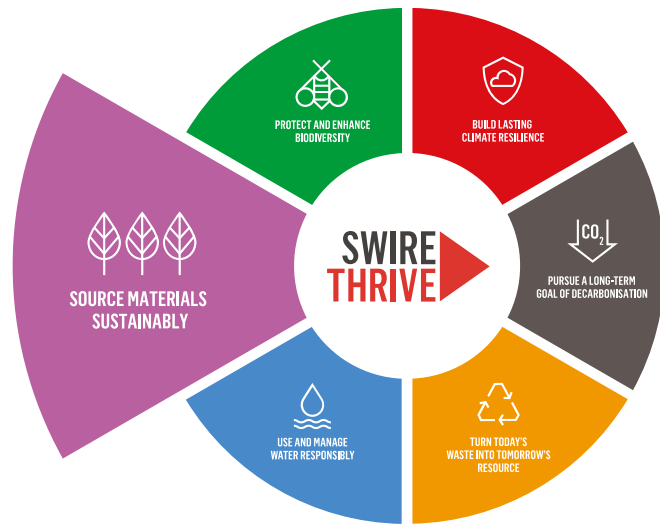 PROTECT AND ENHANCE
BIODIVERSITY
BUILD LASTING
CLIMATE RESILIENCE
CO₂
PURSUE A LONG-TERM
GOAL OF DECARBONISATION
SOURCE MATERIALS
SUSTAINABLY
SWIRE
THRIVE
USE AND MANAGE
WATER RESPONSIBLY
TURN TODAY'S
WASTE INTO TOMORROW'S
RESOURCE